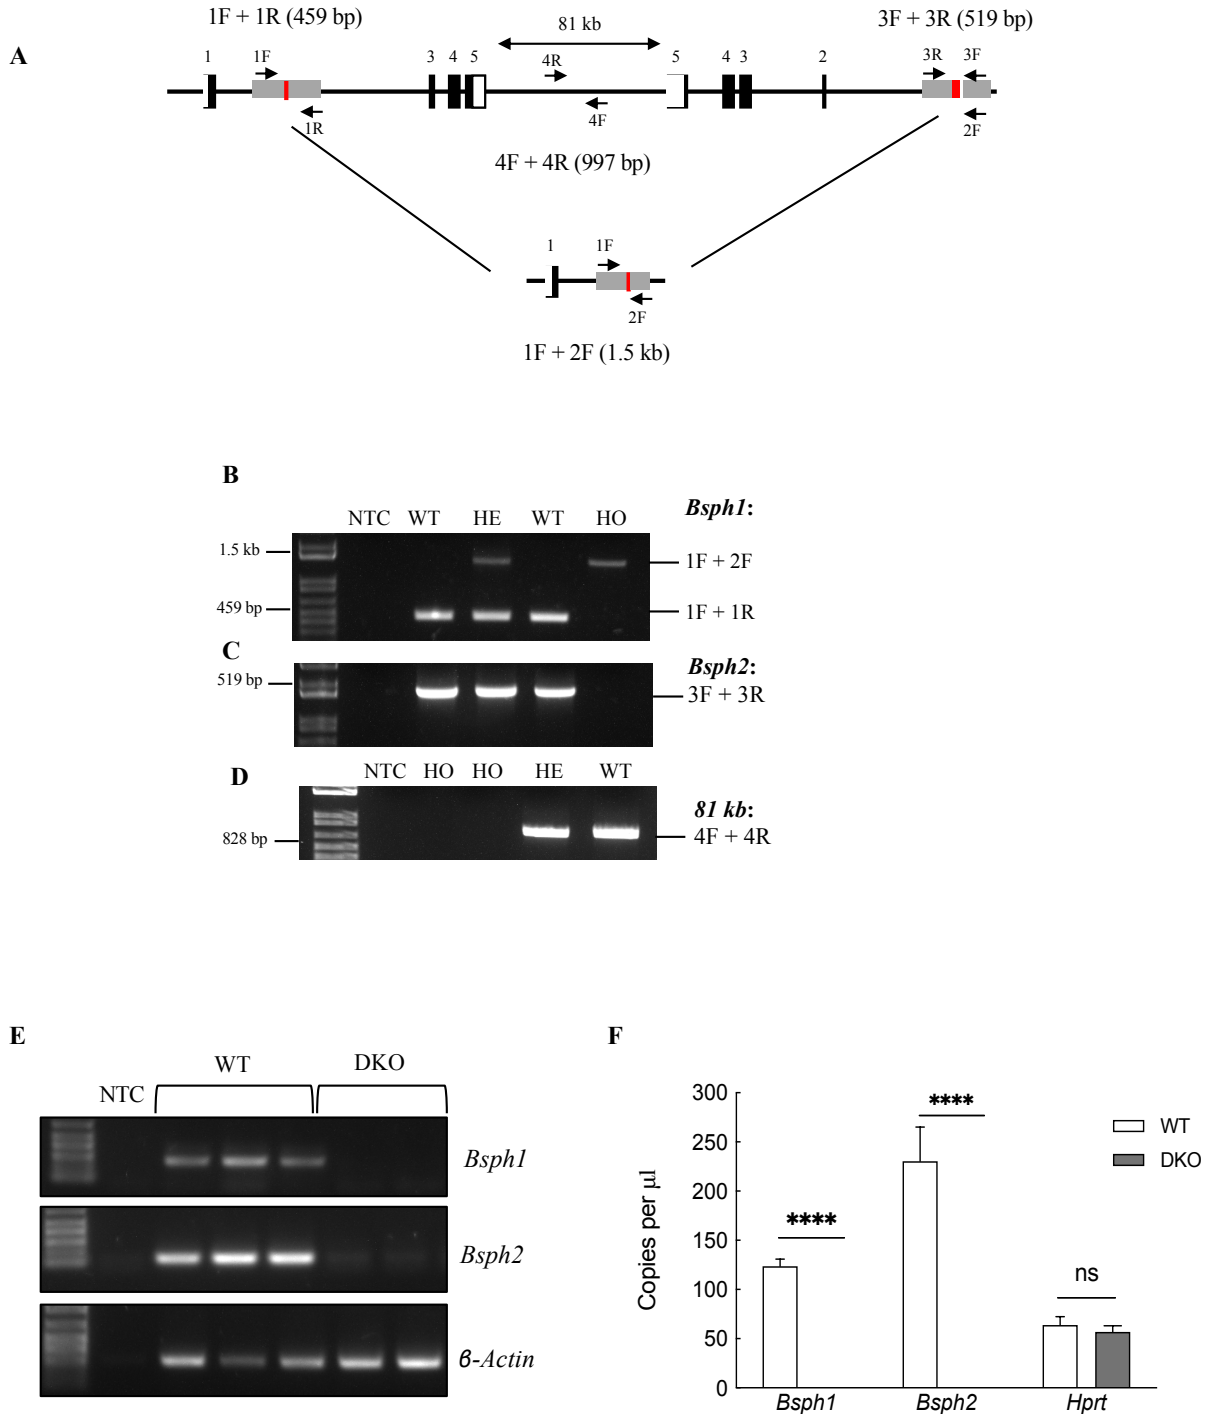 1F + 1R (459 bp)
81 kb
3F + 3R (519 bp)
A
1 1F 3 4 5 4R 5 4 3 2 3R 3F
1R 4F 2F
4F + 4R (997 bp)
1 1F
2F
1F + 2F (1.5 kb)
B
NTC WT HE WT HO
Bsph1:
1.5 kb
1F + 2F
459 bp
1F + 1R
C
Bsph2:
519 bp
3F + 3R
D
NTC HO HO HE WT
81 kb:
828 bp
4F + 4R
E
WT DKO
NTC
Bsph1
Bsph2
β-Actin
F
300
250
200
150
100
50
0
Copies per µl
****
****
ns
WT
DKO
Bsph1 Bsph2 Hprt